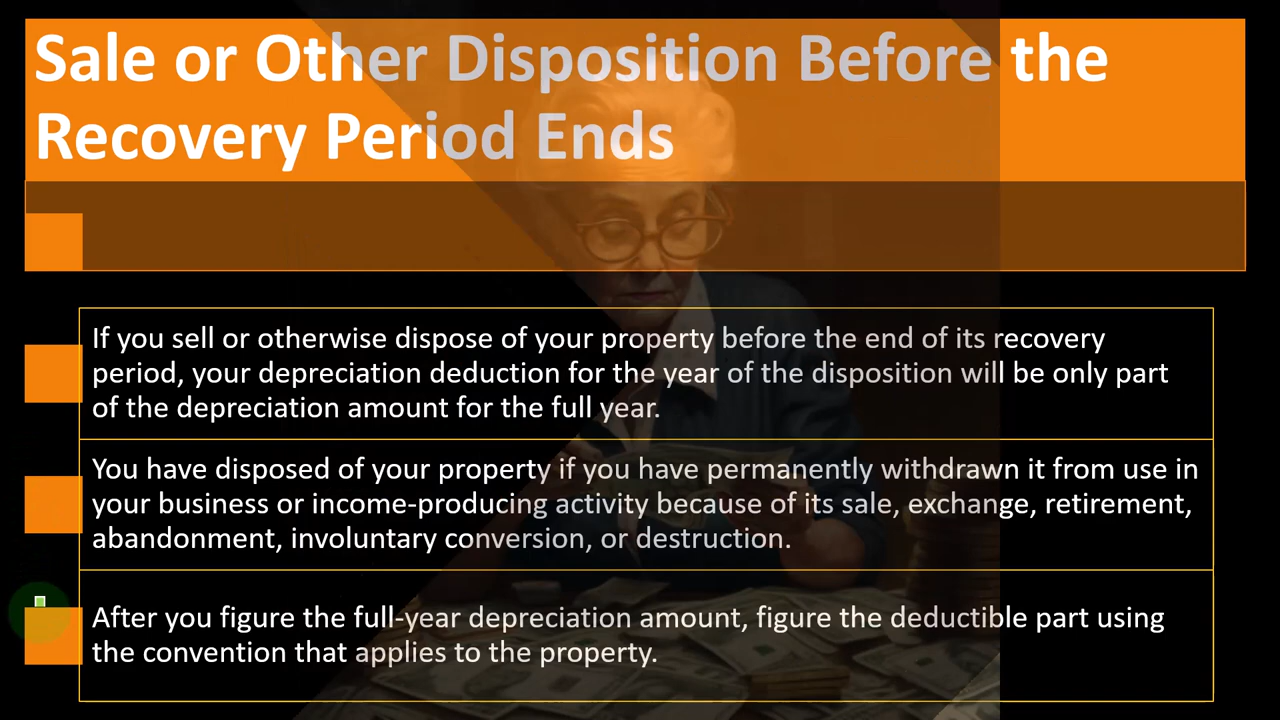 Sale or Other Disposition Before the
Recovery Period Ends
If you sell or otherwise dispose of your property before the end of its recovery
period, your depreciation deduction for the year of the disposition will be only part
of the depreciation amount for the full year.
You have disposed of your property if you have permanently withdrawn it from use in
your business or income-producing activity because of its sale, exchange, retirement,
abandonment, involuntary conversion, or destruction.
After you figure the full-year depreciation amount, figure the deductible part using
the convention that applies to the property.